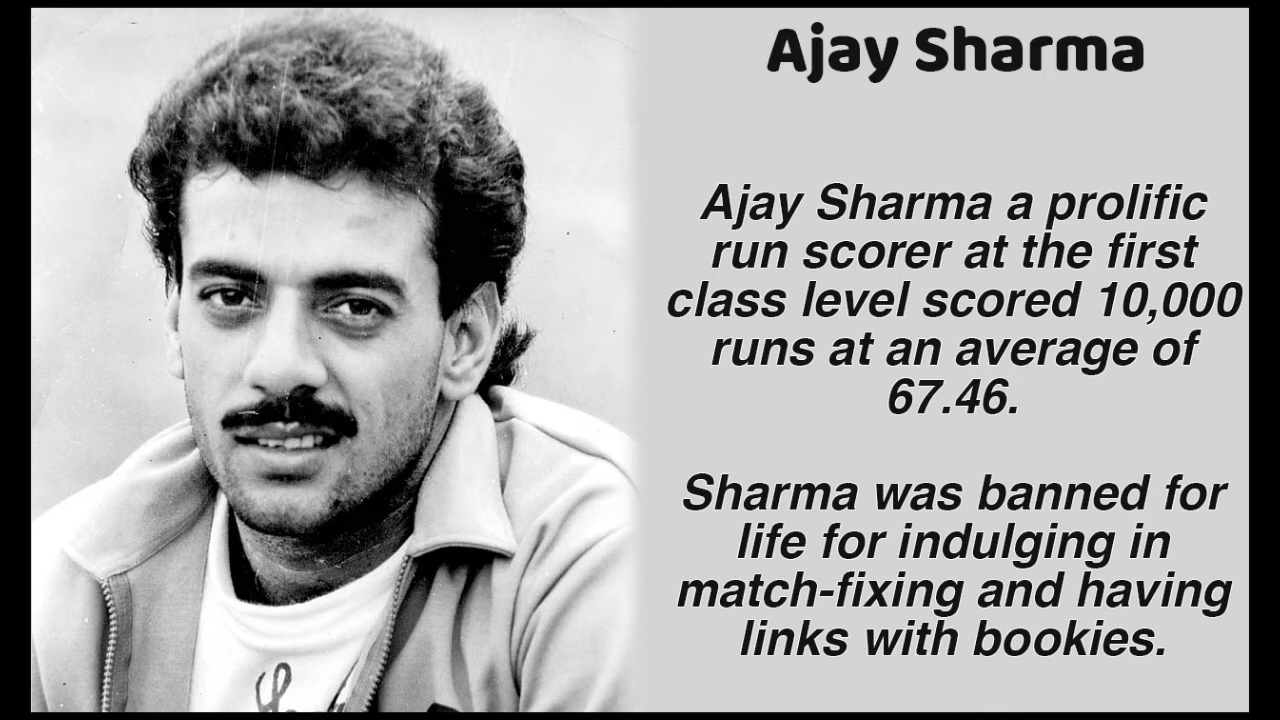 Ajay Sharma
Ajay Sharma a prolific
run scorer at the first
class level scored 10,000
runs at an average of
67.46.
Sharma was banned for
life for indulging in
match-fixing and having
links with bookies.